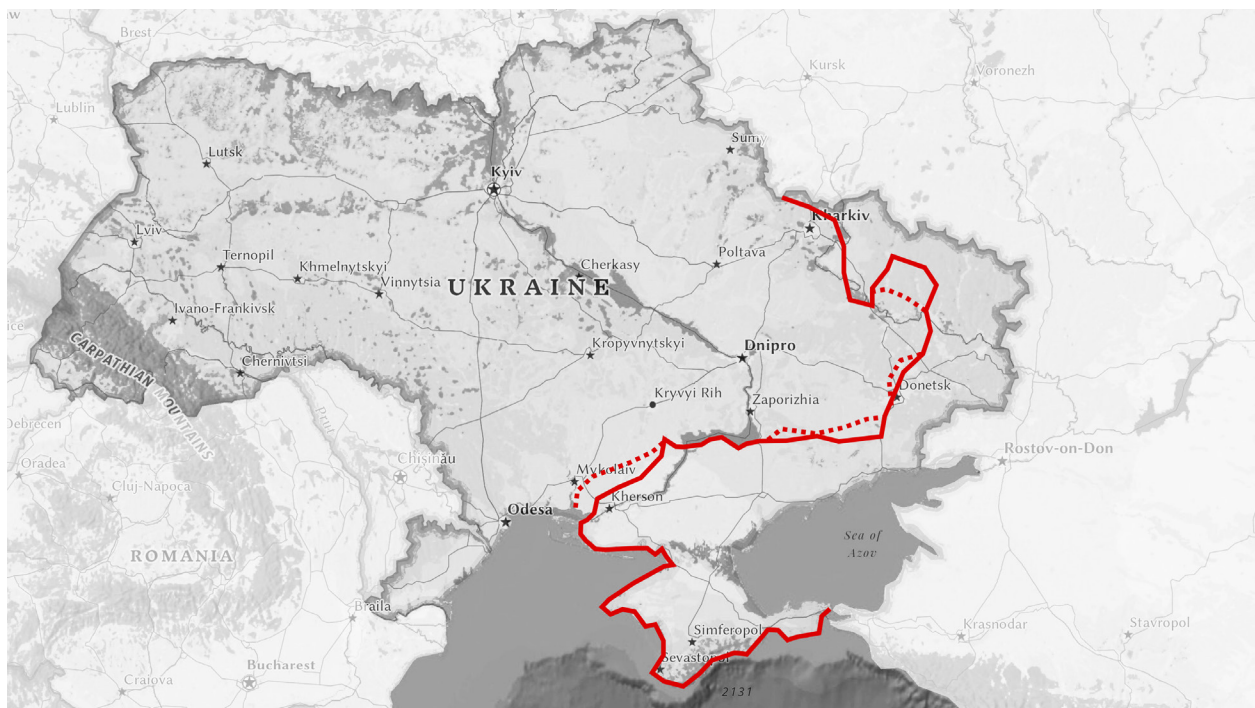 Brest
Kursk
Voronezh
Lublin
Sumy
Lutsk
Kyiv
Kharkiv
Lviv
Ternopil
Poltava
Khmelnytskyi
Cherkasy
Vinnytsia
UKRAINE
Ivano-Frankivsk
CARPATHIAN MOUNTAINS
Kropyvnytskyi
Dnipro
Chernivtsi
Kryvyi Rih
Donetsk
Zaporizhia
Debrecen
Prut
Rostov-on-Don
Chișinău
Oradea
Mykolaiv
Cluj-Napoca
Kherson
Odesa
Sea of
Azov
ROMANIA
Braila
Krasnodar
Stavropol
Simferopol
Sevastopol
Bucharest
Craiova
2131